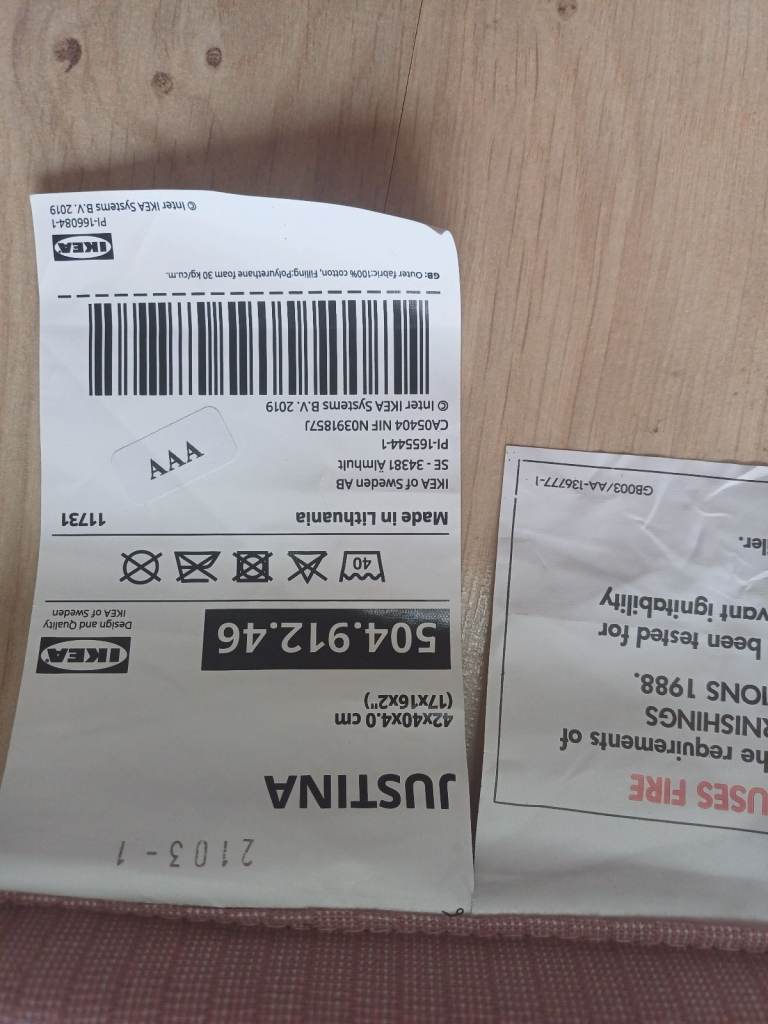 2103-1
JUSTINA
42x40x4.0 cm
(17x16x2")
504.912.46
IKEA
Design and Quality
IKEA of Sweden
40
Made in Lithuania 11731
IKEA of Sweden AB
SE - 34381 Älmhult
PI-165544-1
CA05404 NIF N0391857J
© Inter IKEA Systems B.V. 2019
AAA
GB: Outer fabric:100% cotton, Filling:Polyurethane foam 30 kg/cu.m.
IKEA
PI-166084-1
© Inter IKEA Systems B.V. 2019
USES FIRE
he requirements of
RNISHINGS
IONS 1988.
been tested for
vant ignitability
ler.
GB003/AA-136777-1